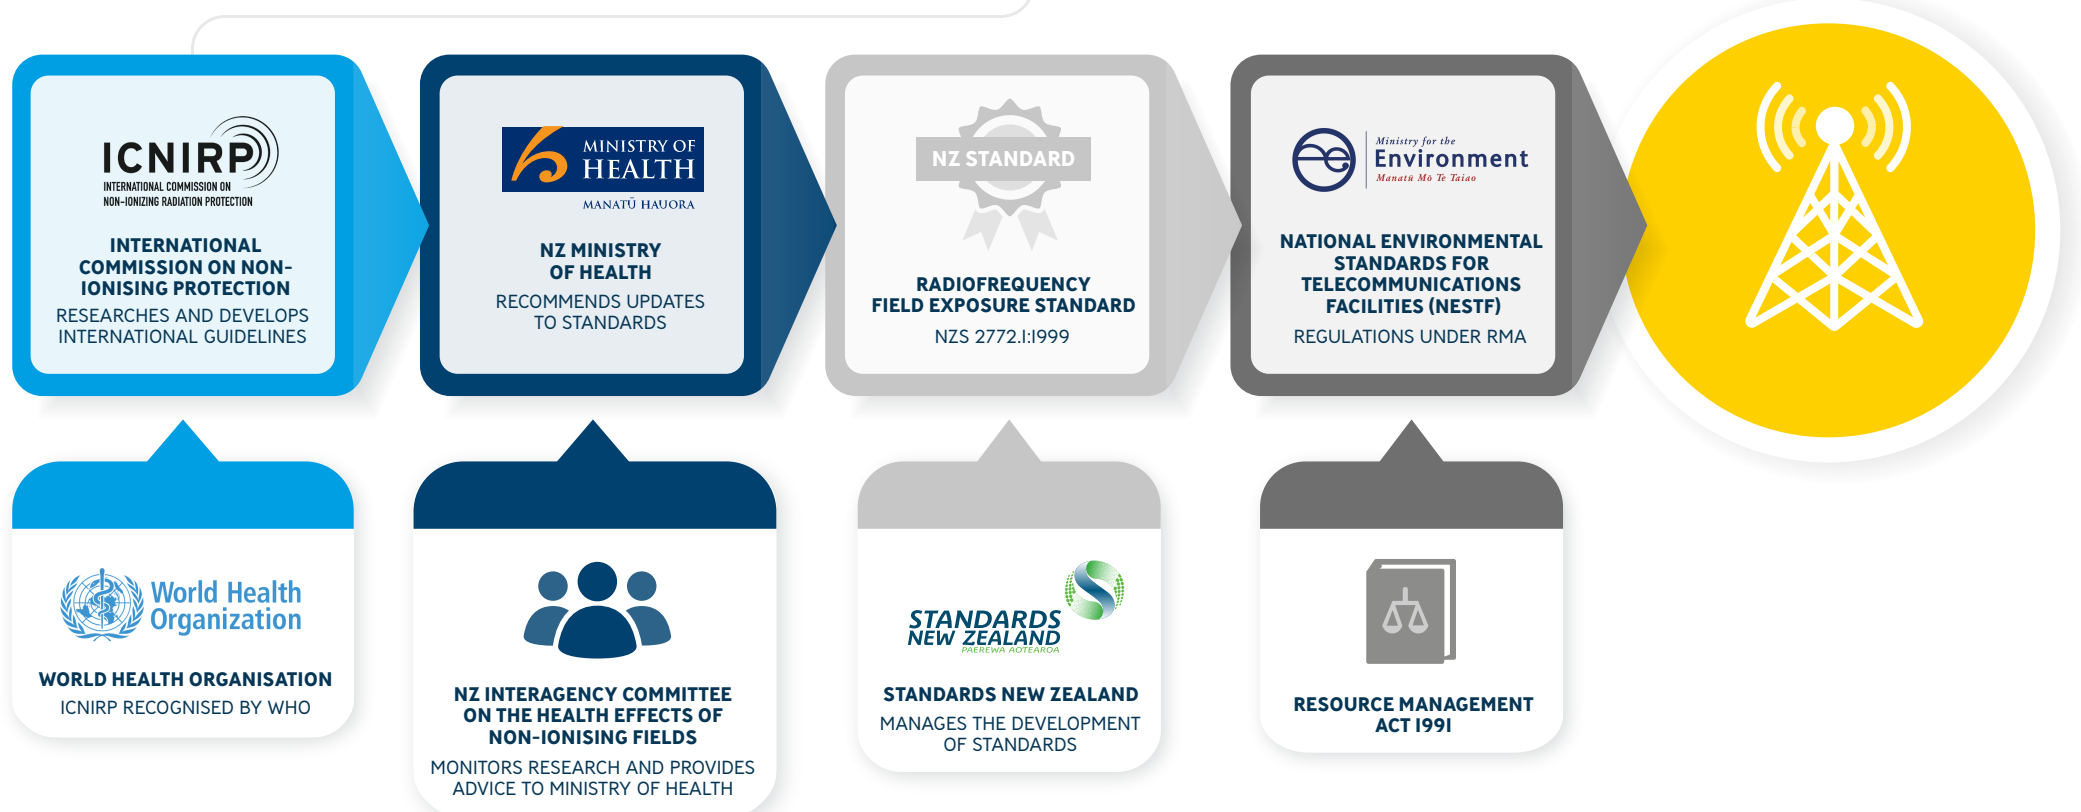 ICNIRP
INTERNATIONAL COMMISSION ON
NON-IONIZING RADIATION PROTECTION
INTERNATIONAL
COMMISSION ON NON-
IONISING PROTECTION
RESEARCHES AND DEVELOPS
INTERNATIONAL GUIDELINES
MINISTRY OF
HEALTH
MANATŪ HAUORA
NZ MINISTRY
OF HEALTH
RECOMMENDS UPDATES
TO STANDARDS
NZ STANDARD
RADIOFREQUENCY
FIELD EXPOSURE STANDARD
NZS 2772.1:1999
Ministry for the
Environment
Manatū Mō Te Taiao
NATIONAL ENVIRONMENTAL
STANDARDS FOR
TELECOMMUNICATIONS
FACILITIES (NESTF)
REGULATIONS UNDER RMA
World Health
Organization
WORLD HEALTH ORGANISATION
ICNIRP RECOGNISED BY WHO
NZ INTERAGENCY COMMITTEE
ON THE HEALTH EFFECTS OF
NON-IONISING FIELDS
MONITORS RESEARCH AND PROVIDES
ADVICE TO MINISTRY OF HEALTH
STANDARDS
NEW ZEALAND
PAEREWA AOTEAROA
STANDARDS NEW ZEALAND
MANAGES THE DEVELOPMENT
OF STANDARDS
RESOURCE MANAGEMENT
ACT 1991